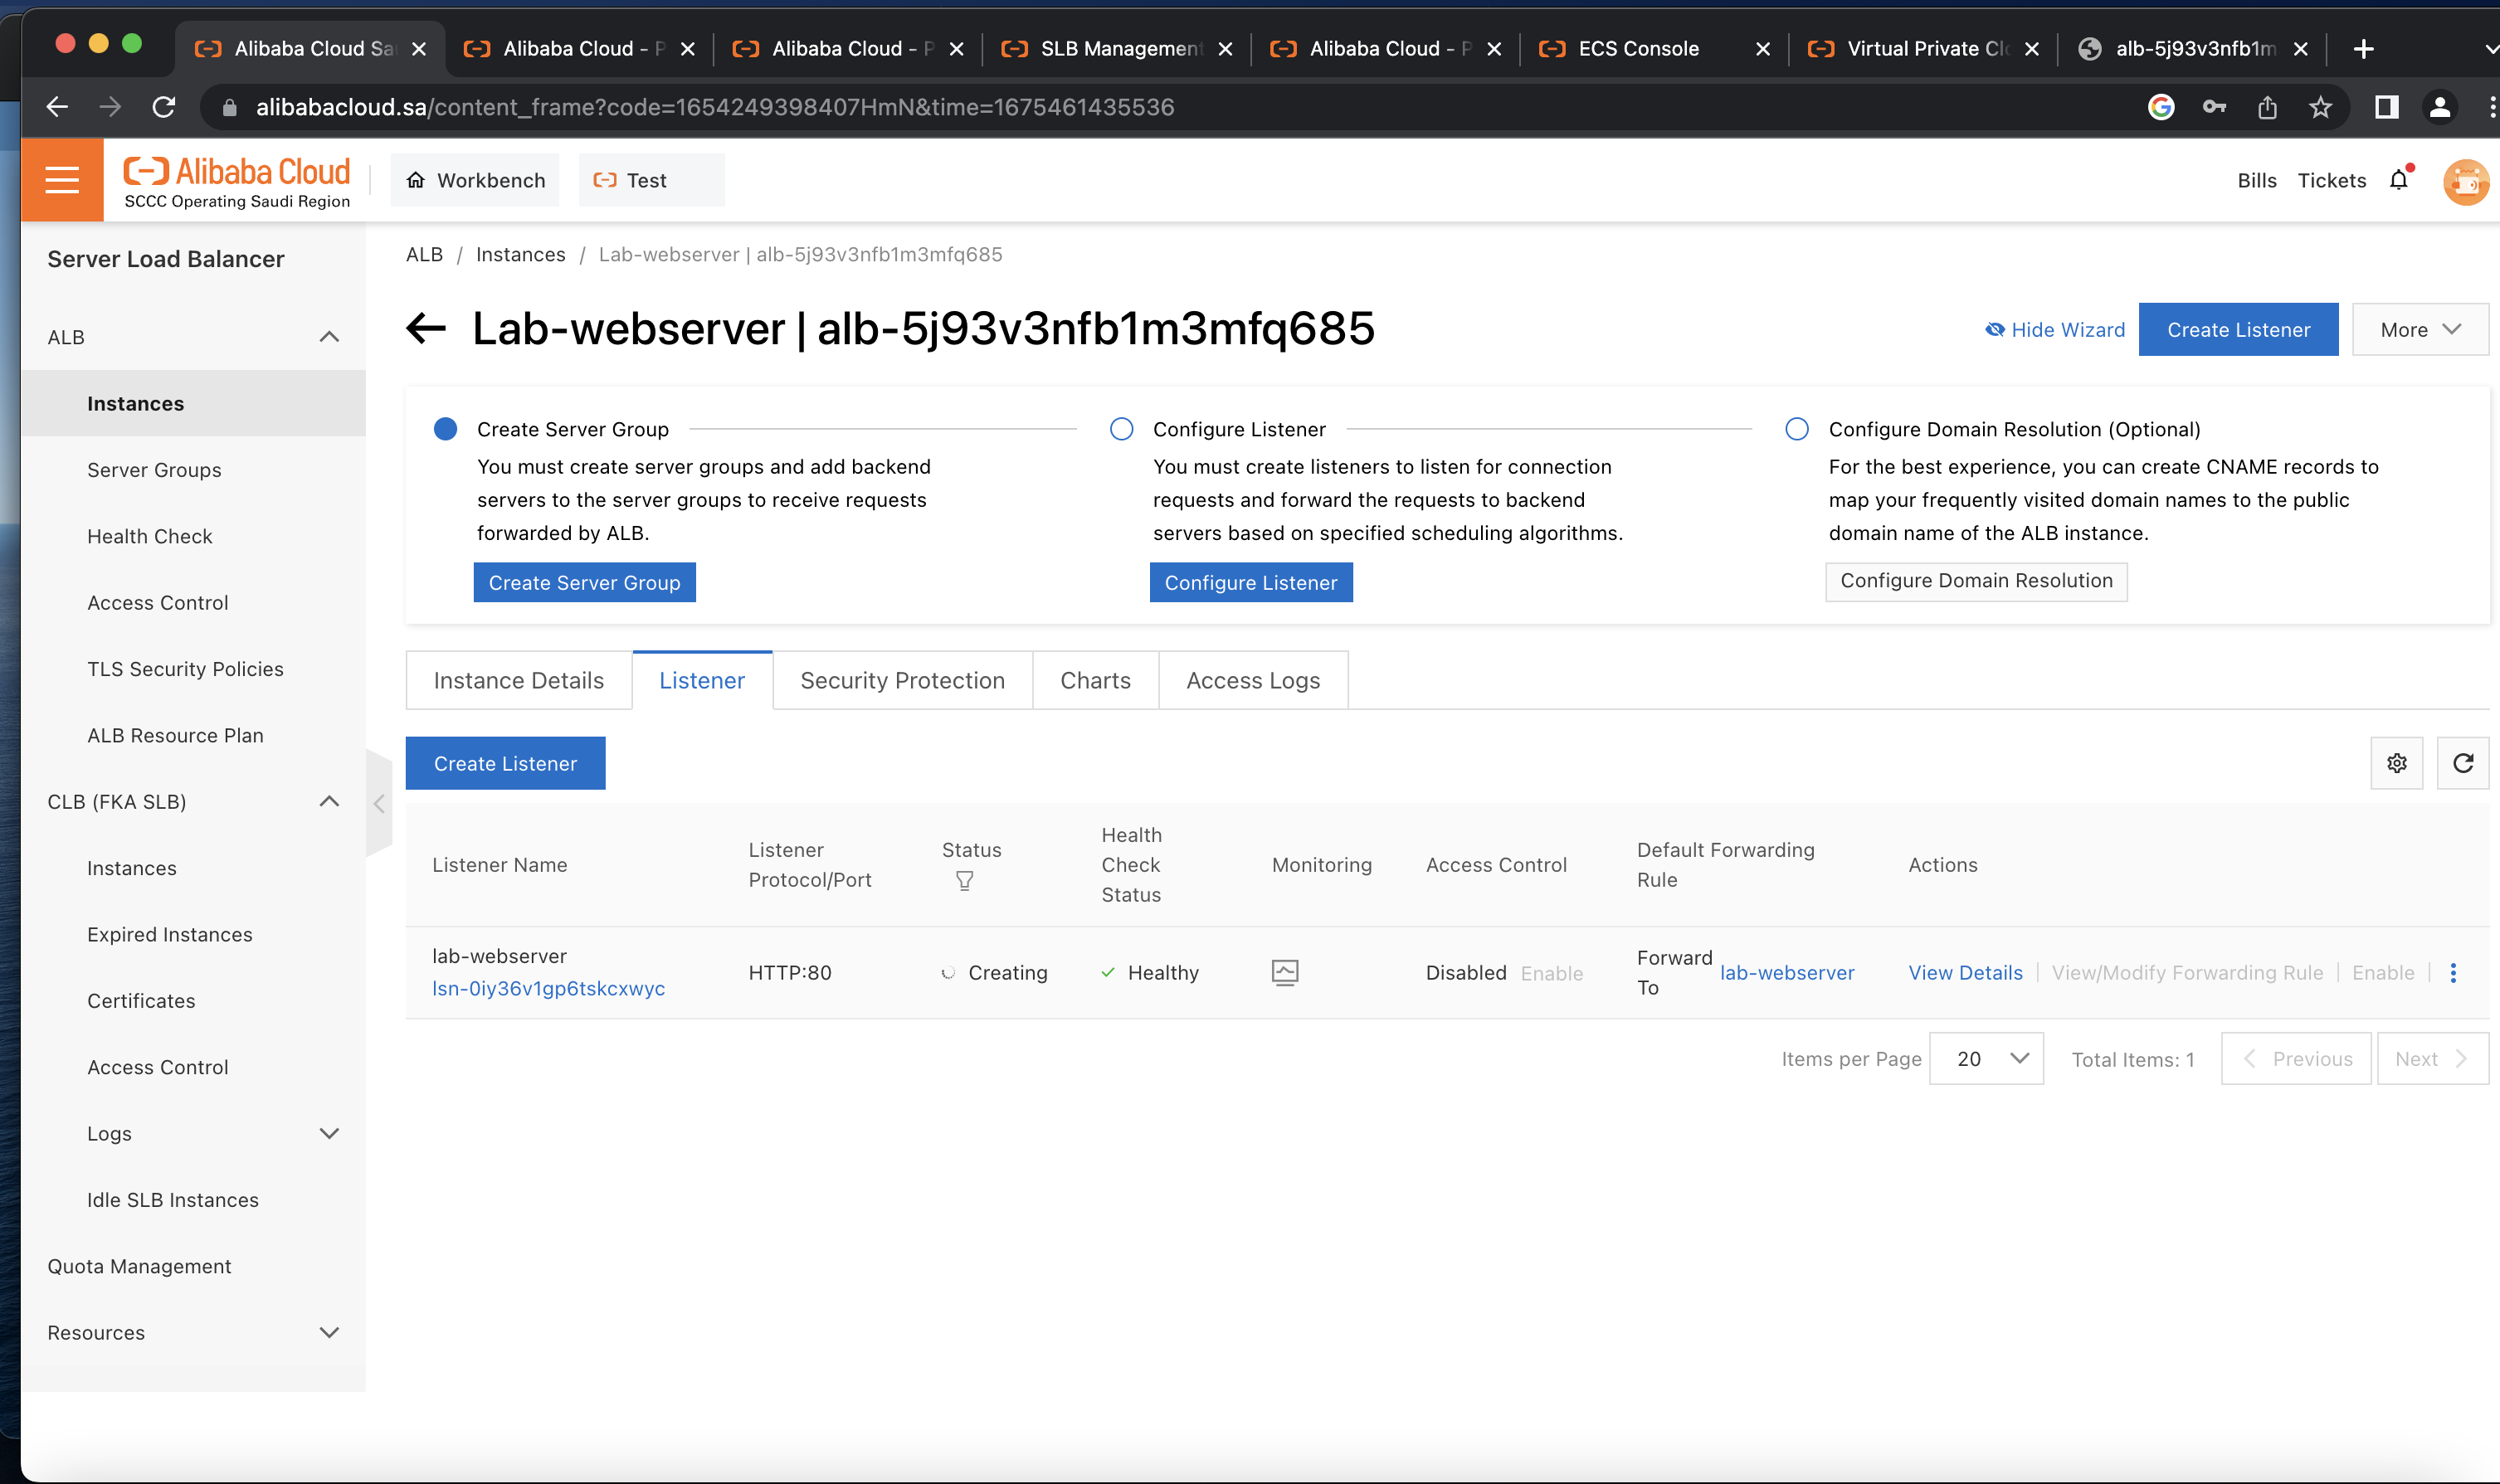 Alibaba Cloud Sa
Alibaba Cloud - P
Alibaba Cloud - P
SLB Management
Alibaba Cloud - P
ECS Console
Virtual Private Clo
alb-5j93v3nfb1m
alibabacloud.sa/content_frame?code=1654249398407HmN&time=1675461435536
Alibaba Cloud
SCCC Operating Saudi Region
Workbench
Test
Bills
Tickets
Server Load Balancer
ALB
Instances
Server Groups
Health Check
Access Control
TLS Security Policies
ALB Resource Plan
CLB (FKA SLB)
Instances
Expired Instances
Certificates
Access Control
Logs
Idle SLB Instances
Quota Management
Resources
ALB / Instances / Lab-webserver | alb-5j93v3nfb1m3mfq685
Lab-webserver | alb-5j93v3nfb1m3mfq685
Hide Wizard
Create Listener
More
Create Server Group
You must create server groups and add backend
servers to the server groups to receive requests
forwarded by ALB.
Create Server Group
Configure Listener
You must create listeners to listen for connection
requests and forward the requests to backend
servers based on specified scheduling algorithms.
Configure Listener
Configure Domain Resolution (Optional)
For the best experience, you can create CNAME records to
map your frequently visited domain names to the public
domain name of the ALB instance.
Configure Domain Resolution
Instance Details
Listener
Security Protection
Charts
Access Logs
Create Listener
Listener Name
Listener
Protocol/Port
Status
Health
Check
Status
Monitoring
Access Control
Default Forwarding
Rule
Actions
lab-webserver
lsn-0iy36v1gp6tskcxwyc
HTTP:80
Creating
Healthy
Disabled Enable
Forward
To
lab-webserver
View Details
View/Modify Forwarding Rule
Enable
Items per Page
20
Total Items: 1
Previous
Next